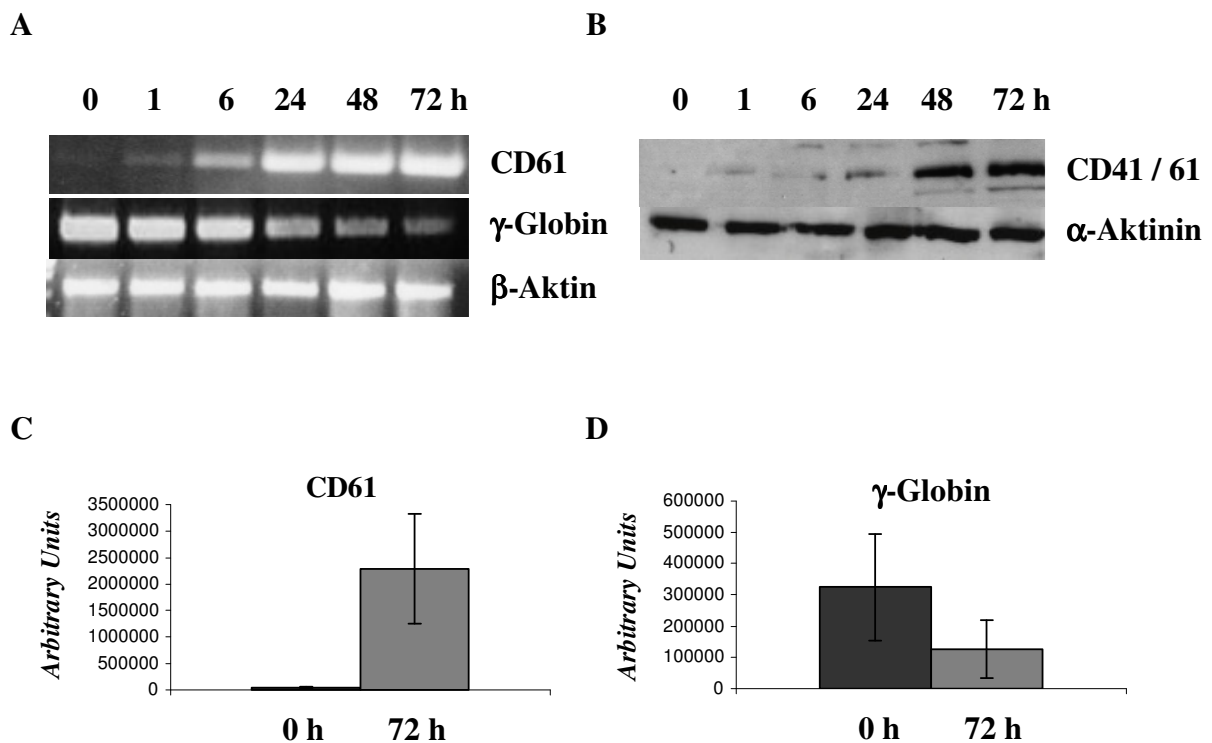 A
0 1 6 24 48 72 h
CD61
γ-Globin
β-Aktin
B
0 1 6 24 48 72 h
CD41 / 61
α-Aktinin
C
CD61
Arbitrary Units
3500000
3000000
2500000
2000000
1500000
1000000
500000
0
0 h 72 h
D
γ-Globin
Arbitrary Units
600000
500000
400000
300000
200000
100000
0
0 h 72 h